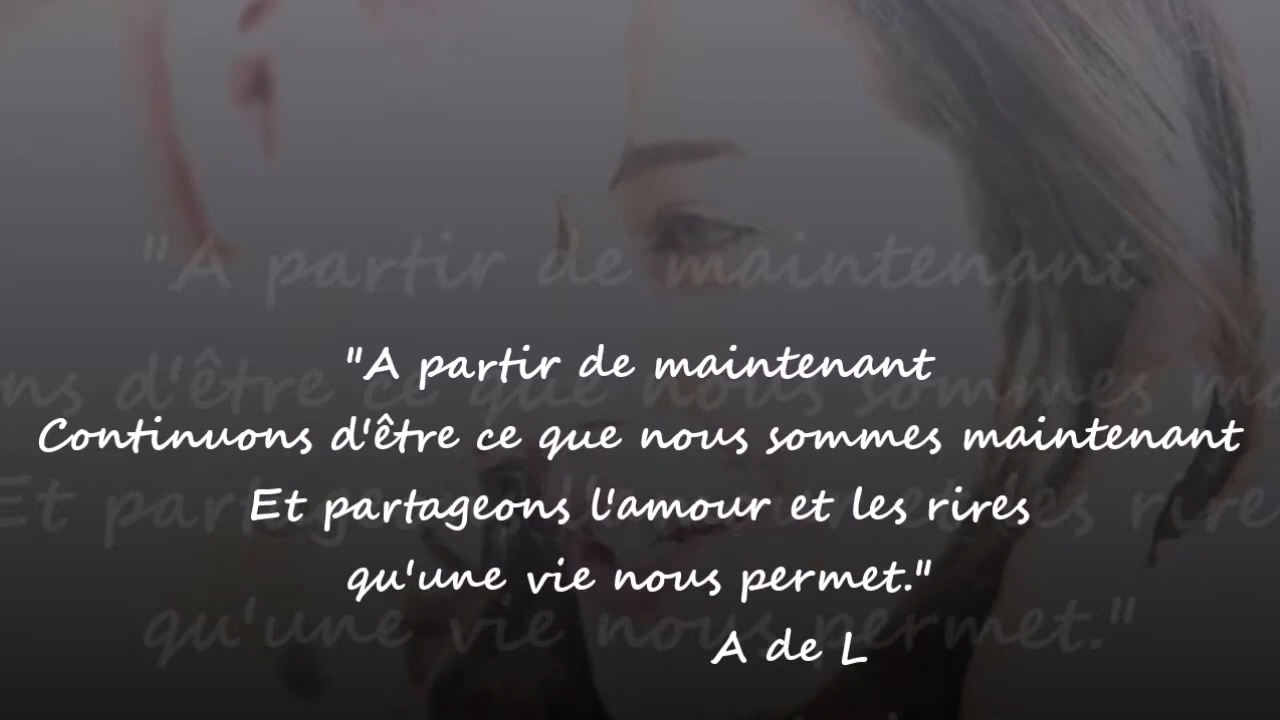 "A partir de maintenant
Continuons d'être ce que nous sommes maintenant
Et partageons l'amour et les rires
qu'une vie nous permet."
A de L